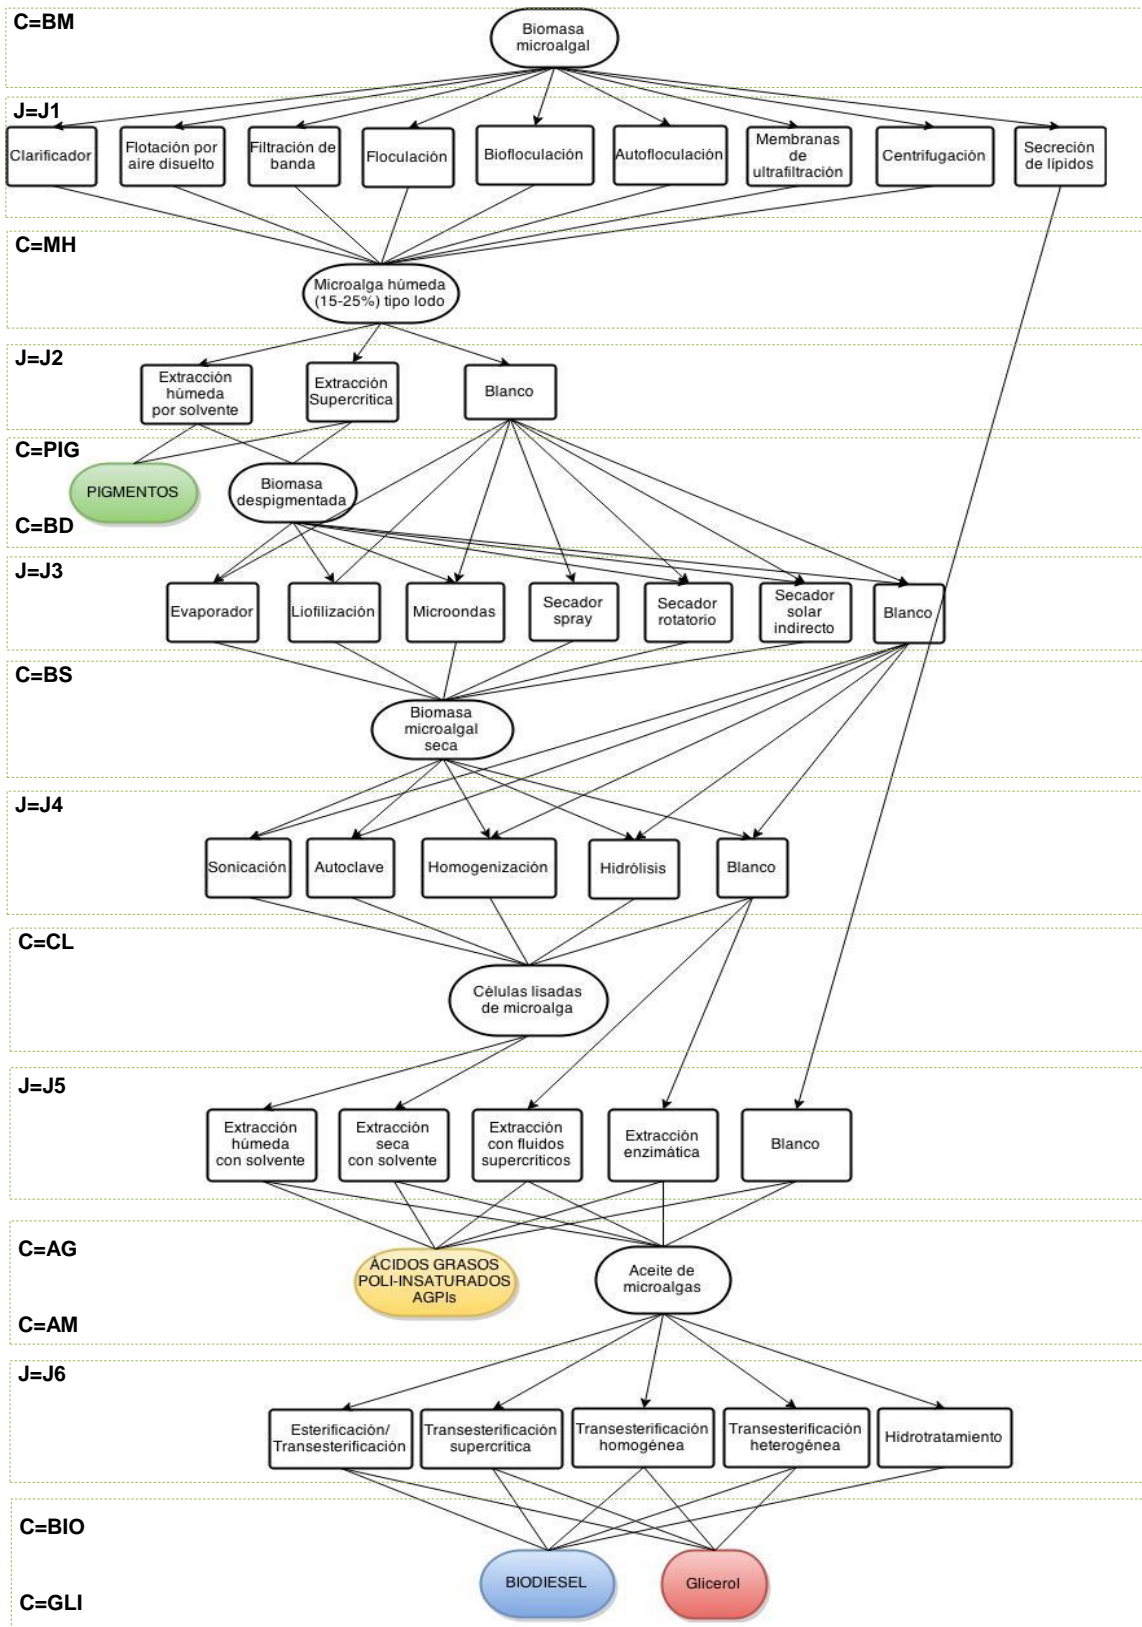 C=BM
Biomasa
microalgal
J=J1
Clarificador
Flotación por
aire disuelto
Filtración de
banda
Floculación
Biofloculación
Autofloculación
Membranas
de
ultrafiltración
Centrifugación
Secreción
de lípidos
C=MH
Microalga húmeda
(15-25%) tipo lodo
J=J2
Extracción
húmeda
por solvente
Extracción
Supercrítica
Blanco
C=PIG
PIGMENTOS
Biomasa
despigmentada
C=BD
J=J3
Evaporador
Liofilización
Microondas
Secador
spray
Secador
rotatorio
Secador
solar
indirecto
Blanco
C=BS
Biomasa
microalgal
seca
J=J4
Sonicación
Autoclave
Homogenización
Hidrólisis
Blanco
C=CL
Células lisadas
de microalga
J=J5
Extracción
húmeda
con solvente
Extracción
seca
con solvente
Extracción
con fluidos
supercríticos
Extracción
enzimática
Blanco
C=AG
ÁCIDOS GRASOS
POLI-INSATURADOS
AGPIs
Aceite de
microalgas
C=AM
J=J6
Esterificación/
Transesterificación
Transesterificación
supercrítica
Transesterificación
homogénea
Transesterificación
heterogénea
Hidrotratamiento
C=BIO
BIODIESEL
Glicerol
C=GLI